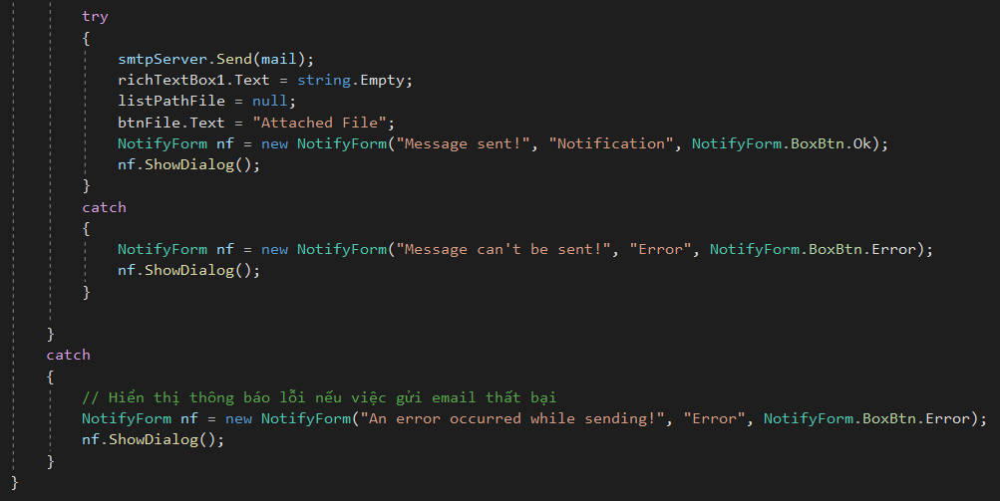 try
{
smtpServer.Send(mail);
richTextBox1.Text = string.Empty;
listPathFile = null;
btnFile.Text = "Attached File";
NotifyForm nf = new NotifyForm("Message sent!", "Notification", NotifyForm.BoxBtn.Ok);
nf.ShowDialog();
}
catch
{
NotifyForm nf = new NotifyForm("Message can't be sent!", "Error", NotifyForm.BoxBtn.Error);
nf.ShowDialog();
}
}
catch
{
// Hiển thị thông báo lỗi nếu việc gửi email thất bại
NotifyForm nf = new NotifyForm("An error occurred while sending!", "Error", NotifyForm.BoxBtn.Error);
nf.ShowDialog();
}
}